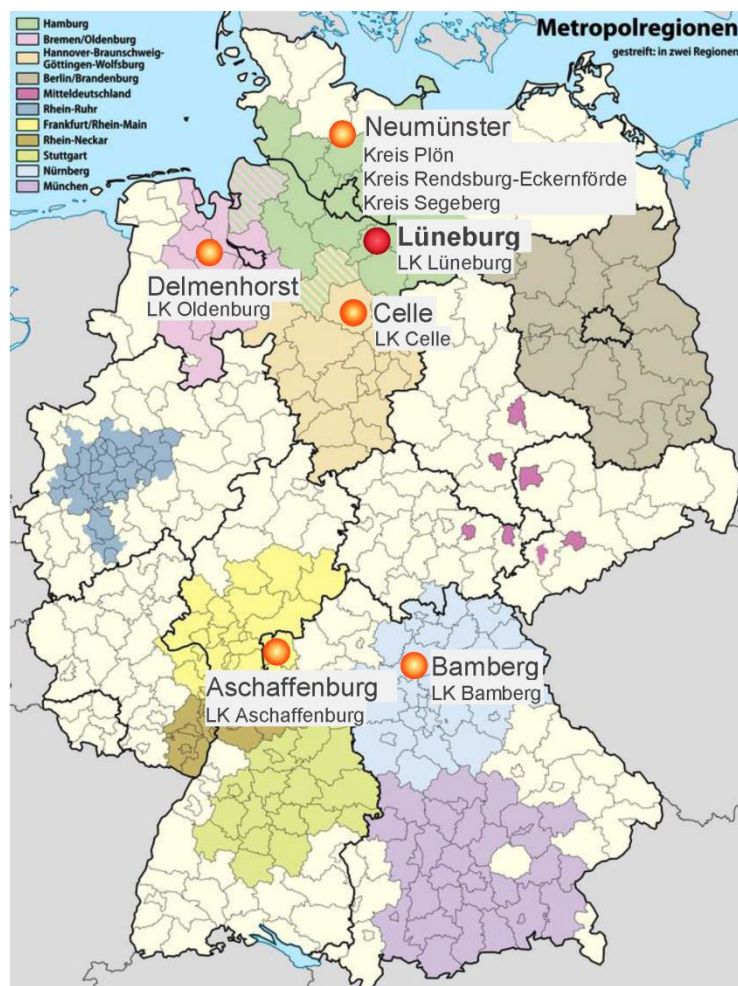 Hamburg
Bremen/Oldenburg
Hannover-Braunschweig-
Göttingen-Wolfsburg
Berlin/Brandenburg
Mitteldeutschland
Rhein-Ruhr
Frankfurt/Rhein-Main
Rhein-Neckar
Stuttgart
Nürnberg
München
Metropolregionen
gestreift: in zwei Regionen
Neumünster
Kreis Plön
Kreis Rendsburg-Eckernförde
Kreis Segeberg
Lüneburg
LK Lüneburg
Delmenhorst
LK Oldenburg
Celle
LK Celle
Aschaffenburg
LK Aschaffenburg
Bamberg
LK Bamberg